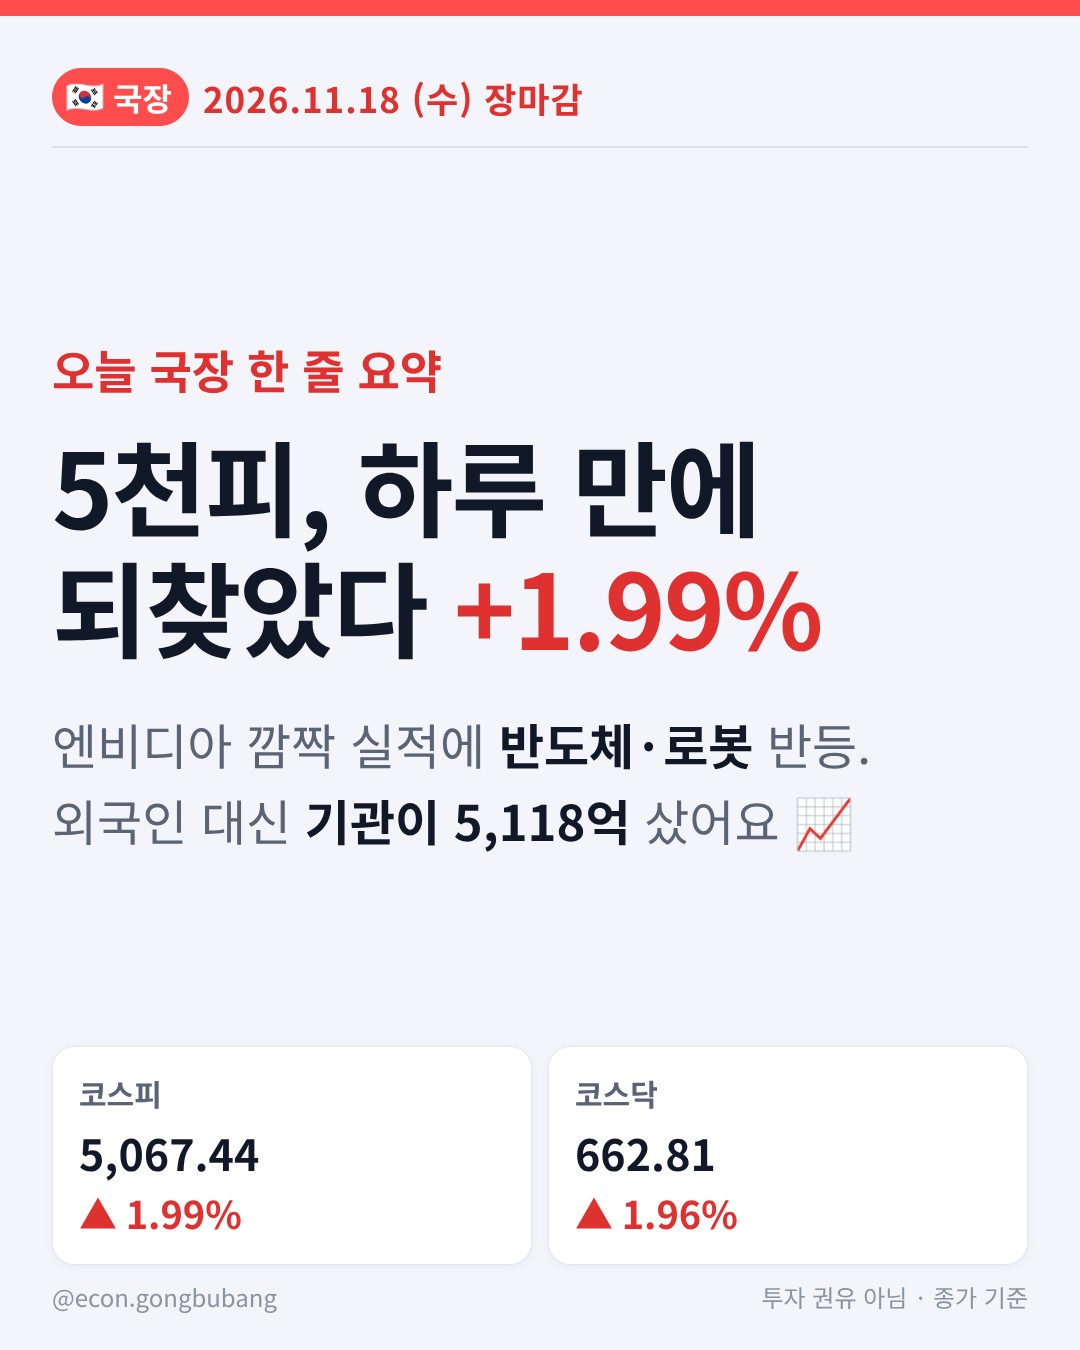 🇰🇷 국장 2026.11.18 (수) 장마감
오늘 국장 한 줄 요약
5천피, 하루 만에
되찾았다 +1.99%
엔비디아 깜짝 실적에 반도체·로봇 반등.
외국인 대신 기관이 5,118억 샀어요 📈
코스피
5,067.44
▲ 1.99%
코스닥
662.81
▲ 1.96%
@econ.gongbubang
투자 권유 아님 · 종가 기준